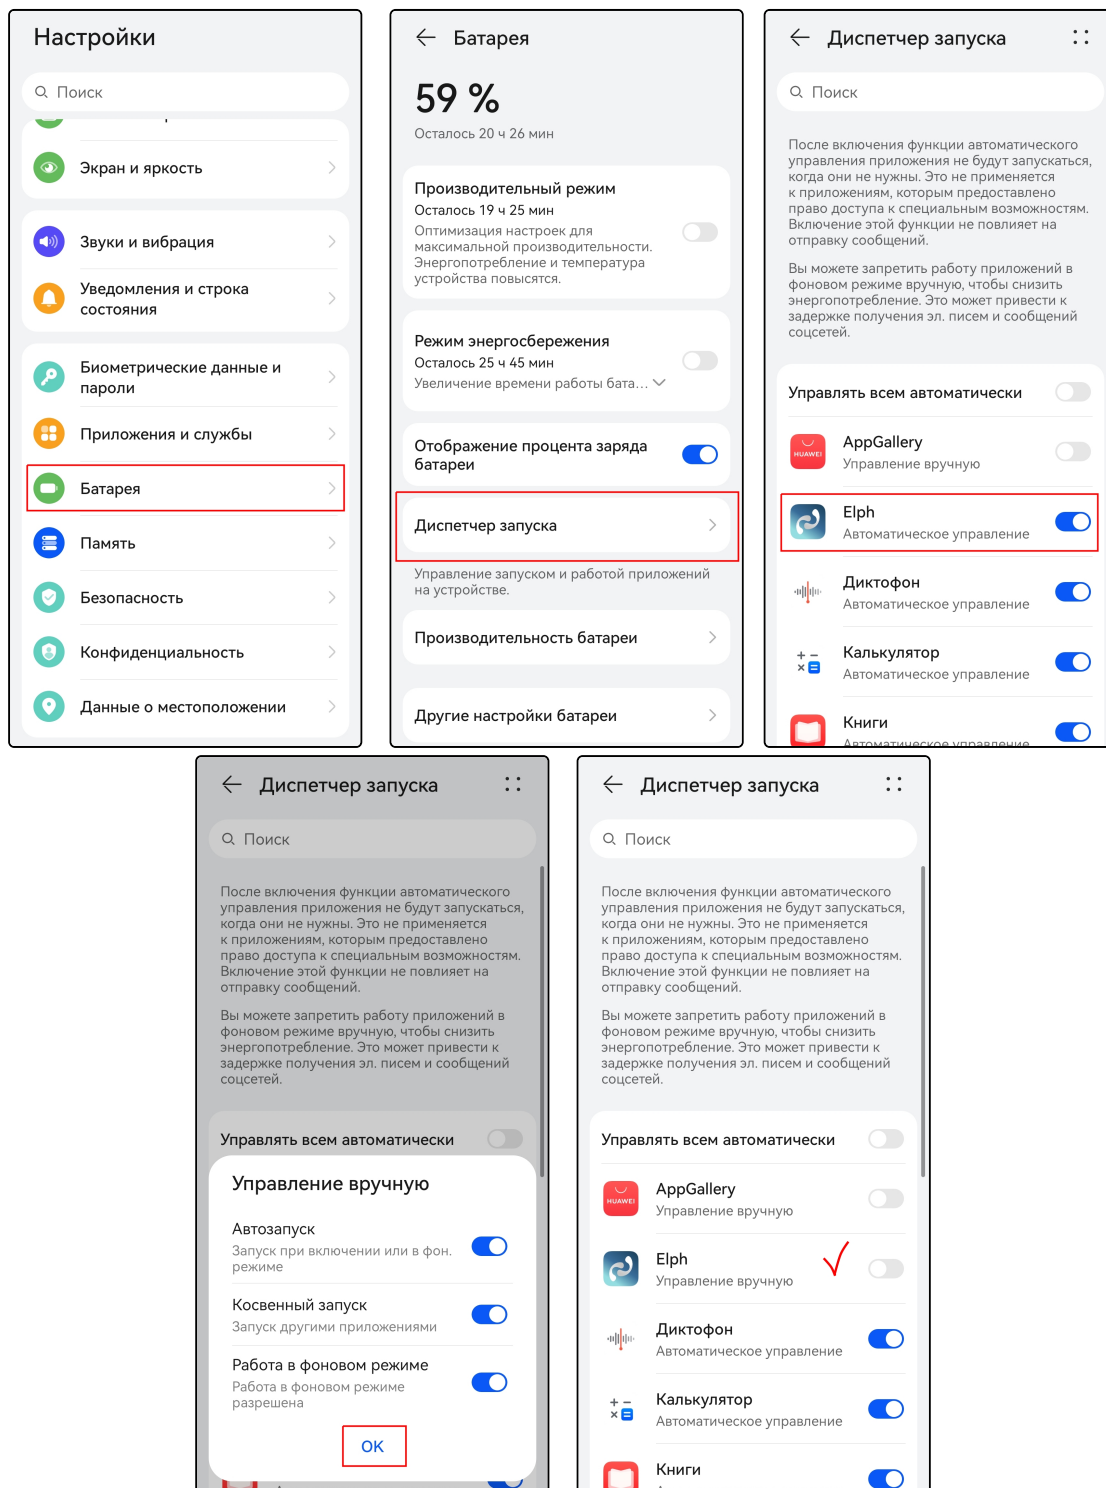 Настройки
Поиск
Экран и яркость
Звуки и вибрация
Уведомления и строка
состояния
Биометрические данные и
пароли
Приложения и службы
Батарея
Память
Безопасность
Конфиденциальность
Данные о местоположении
Батарея
59 %
Осталось 20 ч 26 мин
Производительный режим
Осталось 19 ч 25 мин
Оптимизация настроек для
максимальной производительности.
Энергопотребление и температура
устройства повысятся.
Режим энергосбережения
Осталось 25 ч 45 мин
Увеличение времени работы бата...
Отображение процента заряда
батареи
Диспетчер запуска
Управление запуском и работой приложений
на устройстве.
Производительность батареи
Другие настройки батареи
Диспетчер запуска
Поиск
После включения функции автоматического
управления приложения не будут запускаться,
когда они не нужны. Это не применяется
к приложениям, которым предоставлено
право доступа к специальным возможностям.
Включение этой функции не повлияет на
отправку сообщений.
Вы можете запретить работу приложений в
фоновом режиме вручную, чтобы снизить
энергопотребление. Это может привести к
задержке получения эл. писем и сообщений
соцсетей.
Управлять всем автоматически
HUAWEI
AppGallery
Управление вручную
Elph
Автоматическое управление
Диктофон
Автоматическое управление
Калькулятор
Автоматическое управление
Книги
Автоматическое управление
Диспетчер запуска
Поиск
После включения функции автоматического
управления приложения не будут запускаться,
когда они не нужны. Это не применяется
к приложениям, которым предоставлено
право доступа к специальным возможностям.
Включение этой функции не повлияет на
отправку сообщений.
Вы можете запретить работу приложений в
фоновом режиме вручную, чтобы снизить
энергопотребление. Это может привести к
задержке получения эл. писем и сообщений
соцсетей.
Управлять всем автоматически
Управление вручную
Автозапуск
Запуск при включении или в фон.
режиме
Косвенный запуск
Запуск другими приложениями
Работа в фоновом режиме
Работа в фоновом режиме
разрешена
OK
Диспетчер запуска
Поиск
После включения функции автоматического
управления приложения не будут запускаться,
когда они не нужны. Это не применяется
к приложениям, которым предоставлено
право доступа к специальным возможностям.
Включение этой функции не повлияет на
отправку сообщений.
Вы можете запретить работу приложений в
фоновом режиме вручную, чтобы снизить
энергопотребление. Это может привести к
задержке получения эл. писем и сообщений
соцсетей.
Управлять всем автоматически
HUAWEI
AppGallery
Управление вручную
Elph
Управление вручную
Диктофон
Автоматическое управление
Калькулятор
Автоматическое управление
Книги